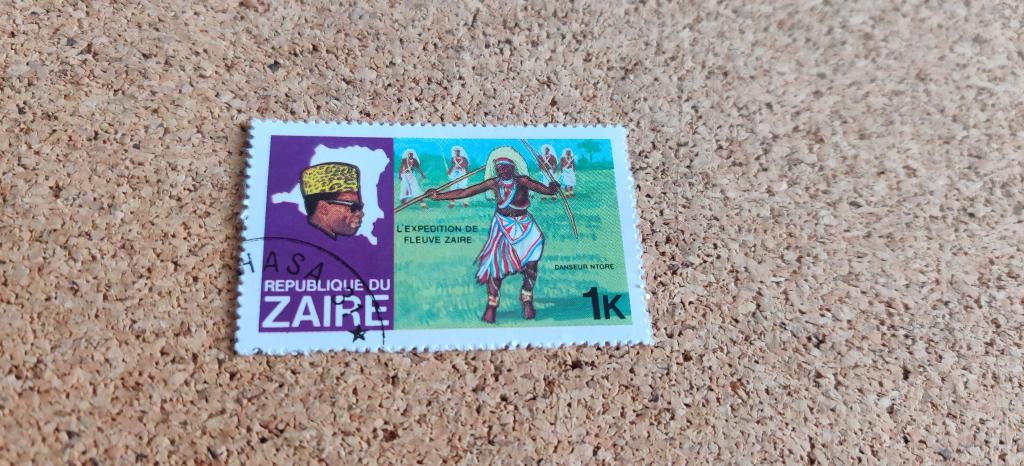 L'EXPEDITION DE
FLEUVE ZAIRE
DANSEUR NTORE
HASA
REPUBLIQUE DU
ZAIRE
1K